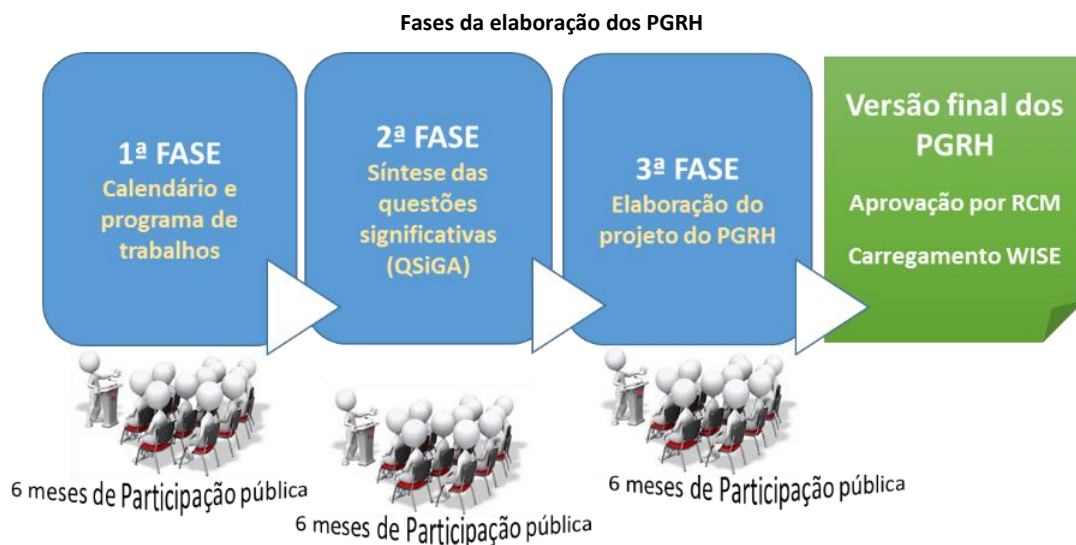 Fases da elaboração dos PGRH
1ª FASE
Calendário e
programa de
trabalhos
6 meses de Participação pública
2ª FASE
Síntese das
questões
significativas
(QSiGA)
6 meses de Participação pública
3ª FASE
Elaboração do
projeto do PGRH
6 meses de Participação pública
Versão final dos
PGRH
Aprovação por RCM
Carregamento WISE